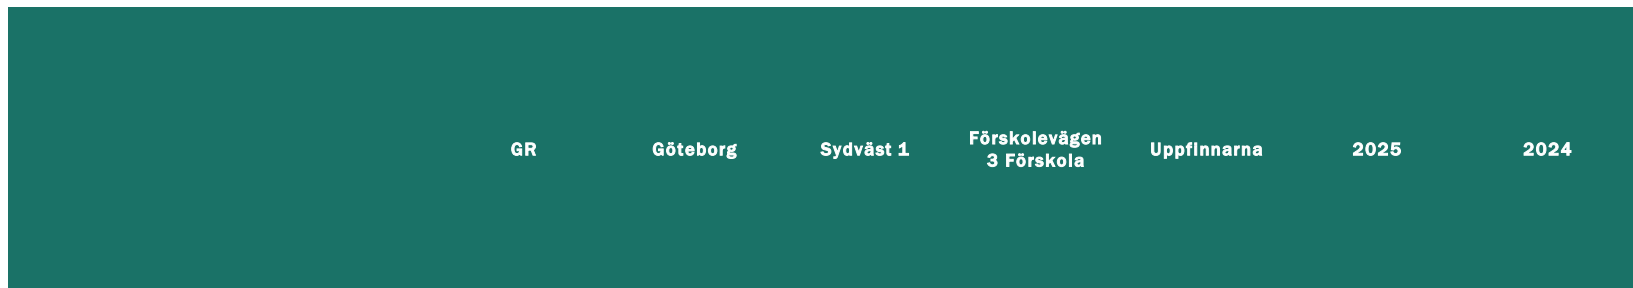 GR
Göteborg
Sydväst 1
Förskolevägen
3 Förskola
Uppfinnarna
2025
2024